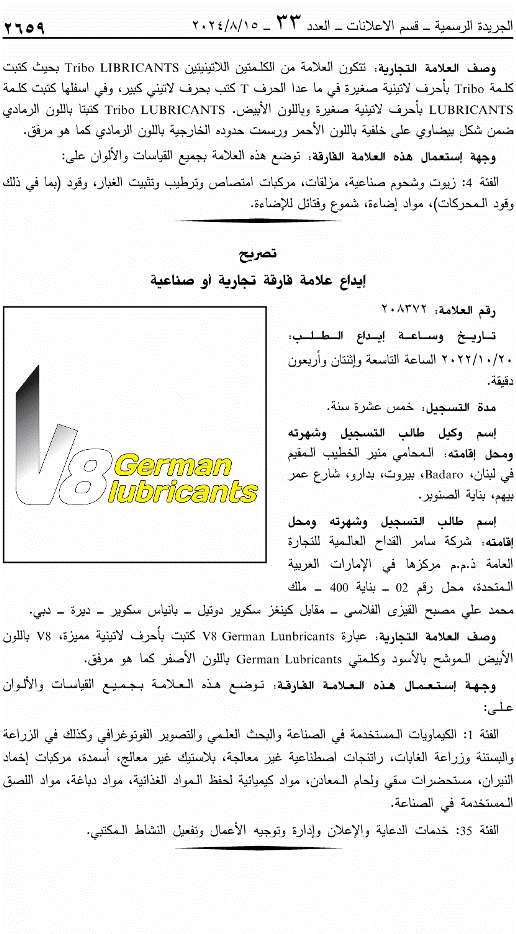 الجريدة الرسمية – قسم الاعلانات – العدد ٣٣ – ٢٠٢٤/٨/١٥
٢٦٥٩
وصف العلامة التجارية: تتكون العلامة من الكلمتين اللاتينيتين Tribo LIBRICANTS بحيث كتبت
كلمة Tribo بأحرف لاتينية صغيرة في ما عدا الحرف T كتب بحرف لاتيني كبير، وفي اسفلها كتبت كلمة
LUBRICANTS بأحرف لاتينية صغيرة وباللون الأبيض. Tribo LUBRICANTS كتبتا باللون الرمادي
ضمن شكل بيضاوي على خلفية باللون الأحمر ورسمت حدوده الخارجية باللون الرمادي كما هو مرفق.
وجهة إستعمال هذه العلامة الفارقة: توضع هذه العلامة بجميع القياسات والألوان على:
الفئة 4: زيوت وشحوم صناعية، مزلقات، مركبات امتصاص وترطيب وتثبيت الغبار، وقود (بما في ذلك
وقود المحركات)، مواد إضاءة، شموع وفتائل للإضاءة.
تصريح
إيداع علامة فارقة تجارية أو صناعية
رقم العلامة: ٢٠٨٣٧٢
تاريخ وساعة إيداع الطلب:
٢٠٢٢/١٠/٢٠ الساعة التاسعة وإثنتان وأربعون
دقيقة.
مدة التسجيل: خمس عشرة سنة.
إسم وكيل طالب التسجيل وشهرته
ومحل إقامته: المحامي منير الخطيب المقيم
في لبنان، Badaro، بيروت، بدارو، شارع عمر
بيهم، بناية الصنوبر.
إسم طالب التسجيل وشهرته ومحل
إقامته: شركة سامر القداح العالمية للتجارة
العامة ذ.م.م مركزها في الإمارات العربية
المتحدة، محل رقم 02 – بناية 400 – ملك
محمد علي مصبح القيزى الفلاسى – مقابل كينغز سكوير دوتيل – بانياس سكوير – ديرة – دبي.
V8 German
lubricants
وصف العلامة التجارية: عبارة V8 German Lunbricants كتبت بأحرف لاتينية مميزة، V8 باللون
الأبيض الموشح بالأسود وكلمتي German Lubricants باللون الأصفر كما هو مرفق.
وجهة إستعمال هذه العلامة الفارقة: توضع هذه العلامة بجميع القياسات والألوان
على:
الفئة 1: الكيماويات المستخدمة في الصناعة والبحث العلمي والتصوير الفوتوغرافي وكذلك في الزراعة
والبستنة وزراعة الغابات، راتنجات اصطناعية غير معالجة، بلاستيك غير معالج، أسمدة، مركبات إخماد
النيران، مستحضرات سقي ولحام المعادن، مواد كيميائية لحفظ المواد الغذائية، مواد دباغة، مواد اللصق
المستخدمة في الصناعة.
الفئة 35: خدمات الدعاية والإعلان وإدارة وتوجيه الأعمال وتفعيل النشاط المكتبي.